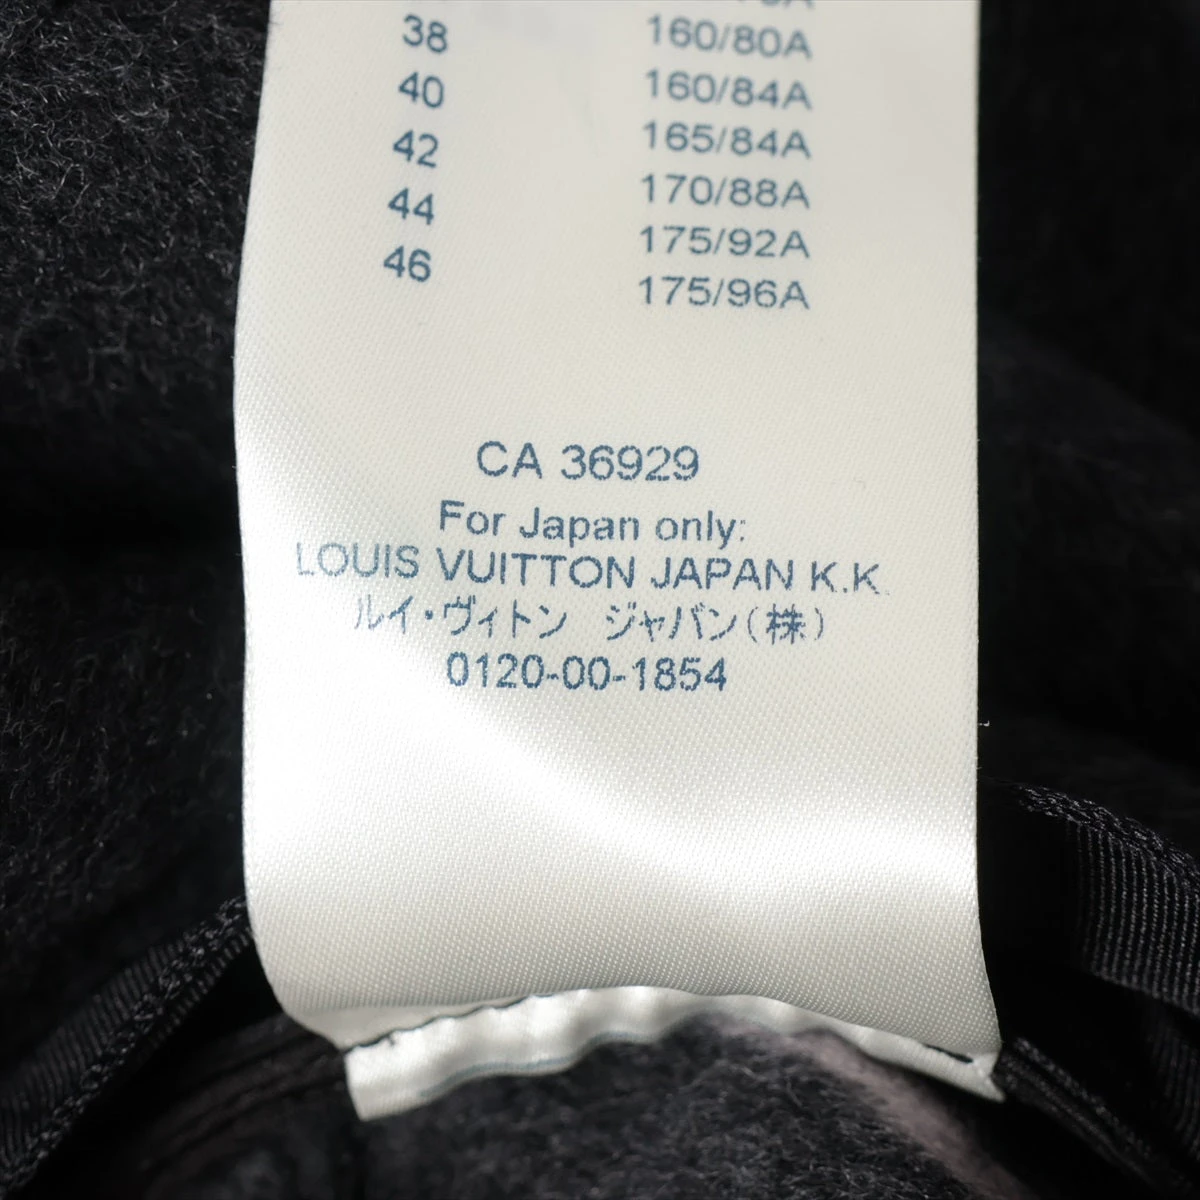 38 160/80A
40 160/84A
42 165/84A
44 170/88A
46 175/92A
175/96A
CA 36929
For Japan only:
LOUIS VUITTON JAPAN K.K.
ルイ・ヴィトン ジャパン(株)
0120-00-1854